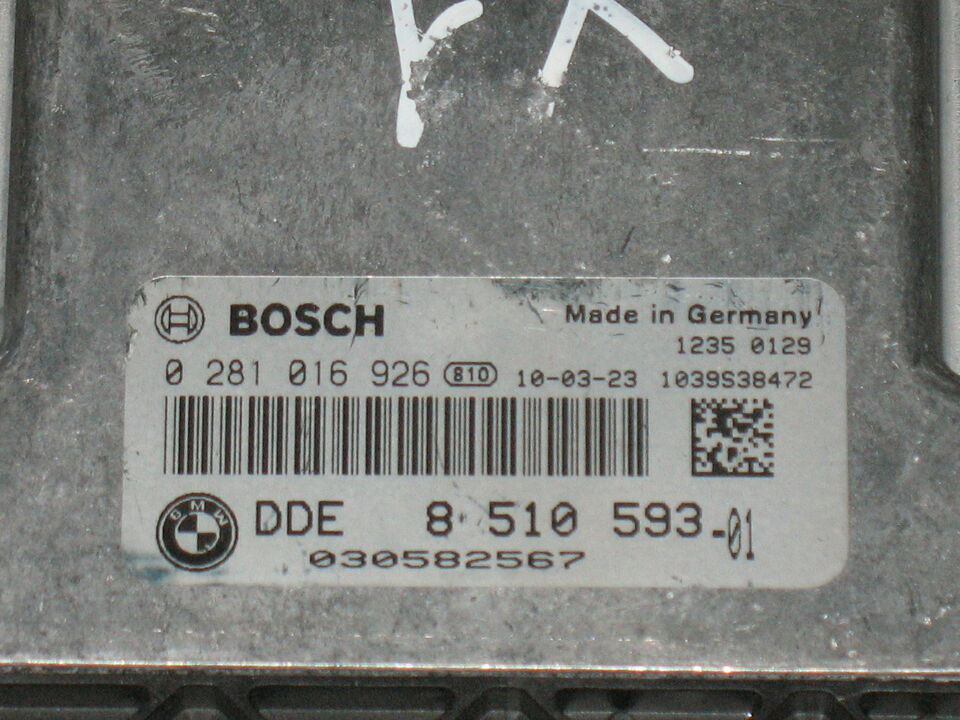 BOSCH
Made in Germany
1235 0129
0 281 016 926 810 10-03-23 1039S38472
BMW DDE 8 510 593-01
030582567